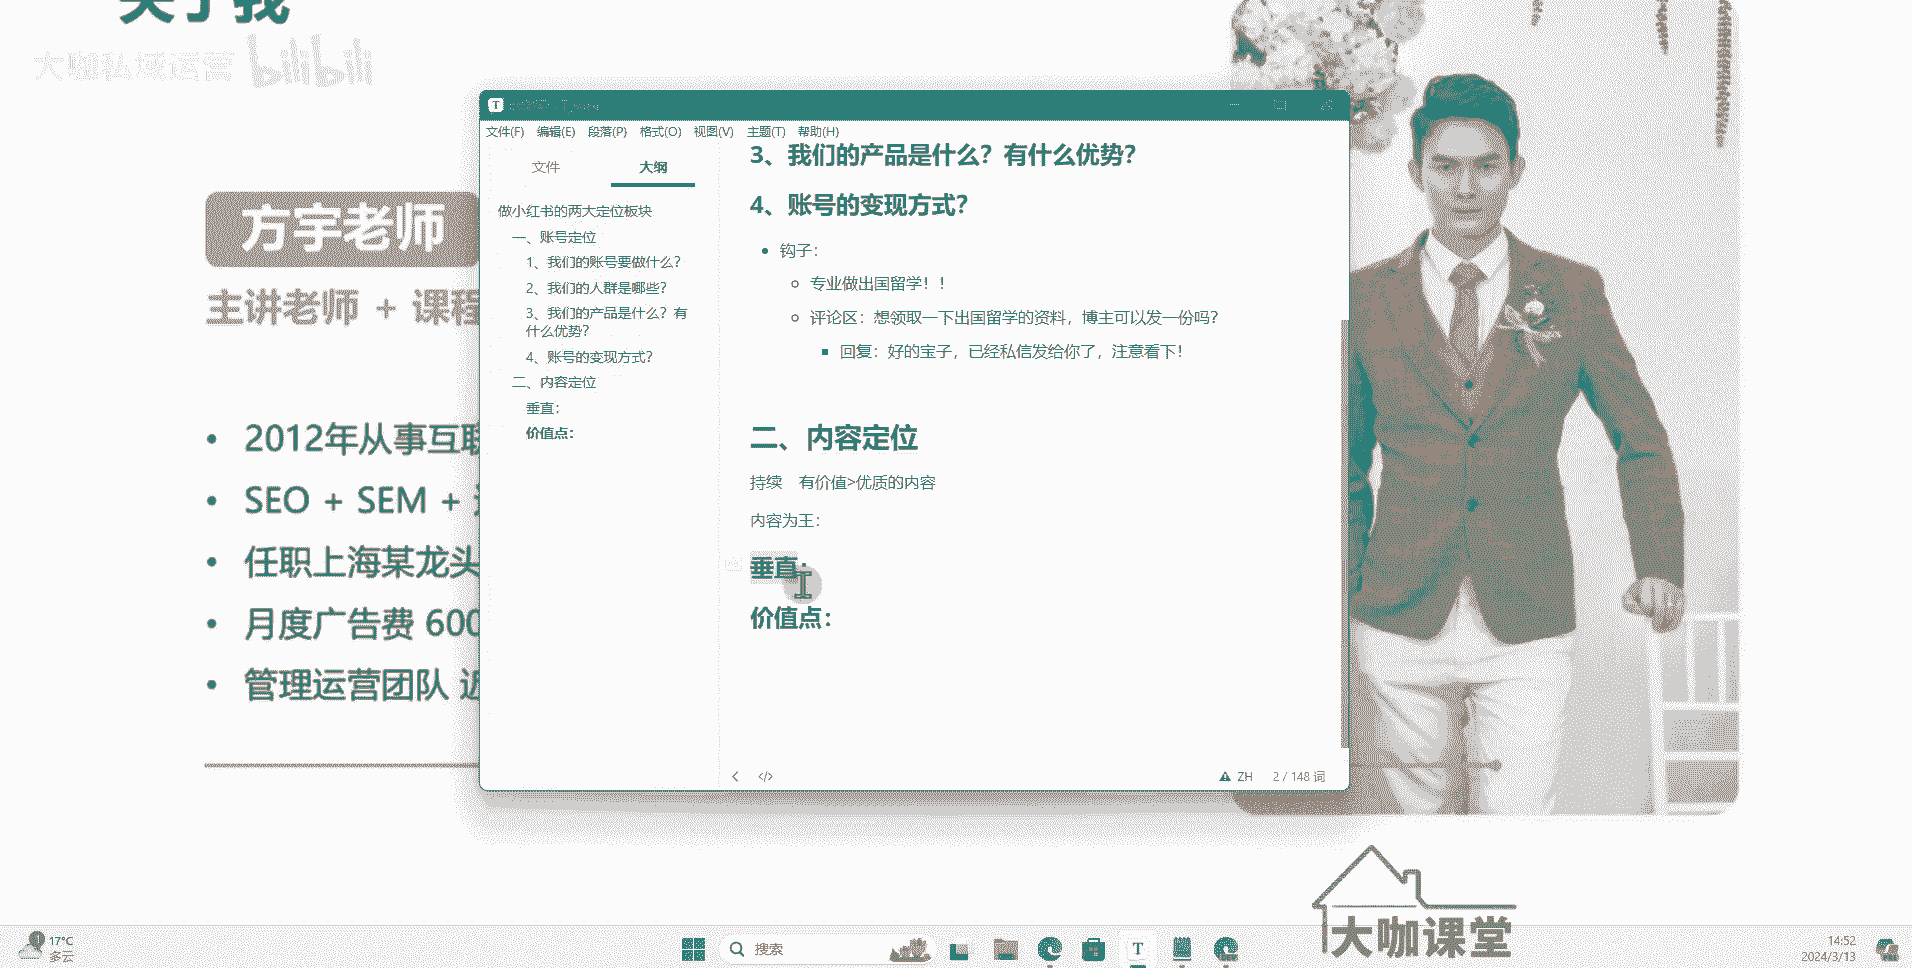 关于我
大咖私域运营 bilibili
方宇老师
主讲老师 + 课程
2012年从事互联
SEO + SEM +
任职上海某龙头
月度广告费 600
管理运营团队 近
文件(F) 编辑(E) 段落(P) 格式(O) 视图(V) 主题(T) 帮助(H)
文件 大纲
做小红书的两大定位板块
一、账号定位
1、我们的账号要做什么?
2、我们的人群是哪些?
3、我们的产品是什么?有
什么优势?
4、账号的变现方式?
二、内容定位
垂直:
价值点:
3、我们的产品是什么?有什么优势?
4、账号的变现方式?
钩子:
专业做出国留学!!
评论区:想领取一下出国留学的资料,博主可以发一份吗?
回复:好的宝子,已经私信发给你了,注意看下!
二、内容定位
持续 有价值>优质的内容
内容为王:
垂直:
价值点:
ZH 2 / 148 词
大咖课堂
17°C
多云
搜索
14:52
2024/3/13